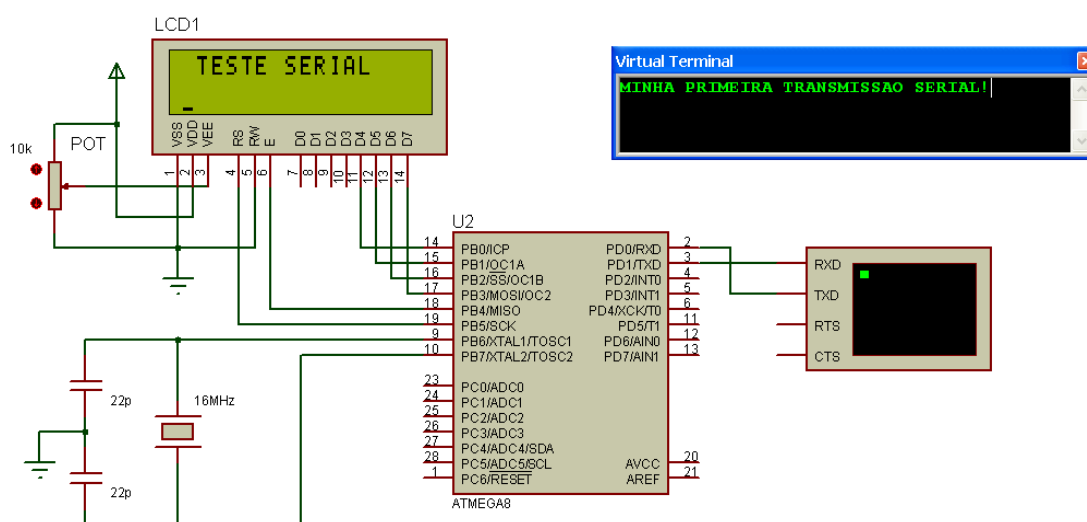 LCD1
TESTE SERIAL
_
VSS
VDD
VEE
RS
RW
E
D0
D1
D2
D3
D4
D5
D6
D7
1
2
3
4
5
6
7
8
9
10
11
12
13
14
10k
POT
Virtual Terminal
MINHA PRIMEIRA TRANSMISSAO SERIAL!
U2
14 PB0/ICP PD0/RXD 2
15 PB1/OC1A PD1/TXD 3
16 PB2/SS/OC1B PD2/INT0 4
17 PB3/MOSI/OC2 PD3/INT1 5
18 PB4/MISO PD4/XCK/T0 6
19 PB5/SCK PD5/T1 11
9 PB6/XTAL1/TOSC1 PD6/AIN0 12
10 PB7/XTAL2/TOSC2 PD7/AIN1 13
23 PC0/ADC0
24 PC1/ADC1
25 PC2/ADC2
26 PC3/ADC3
27 PC4/ADC4/SDA
28 PC5/ADC5/SCL AVCC 20
1 PC6/RESET AREF 21
ATMEGA8
RXD
TXD
RTS
CTS
22p
16MHz
22p